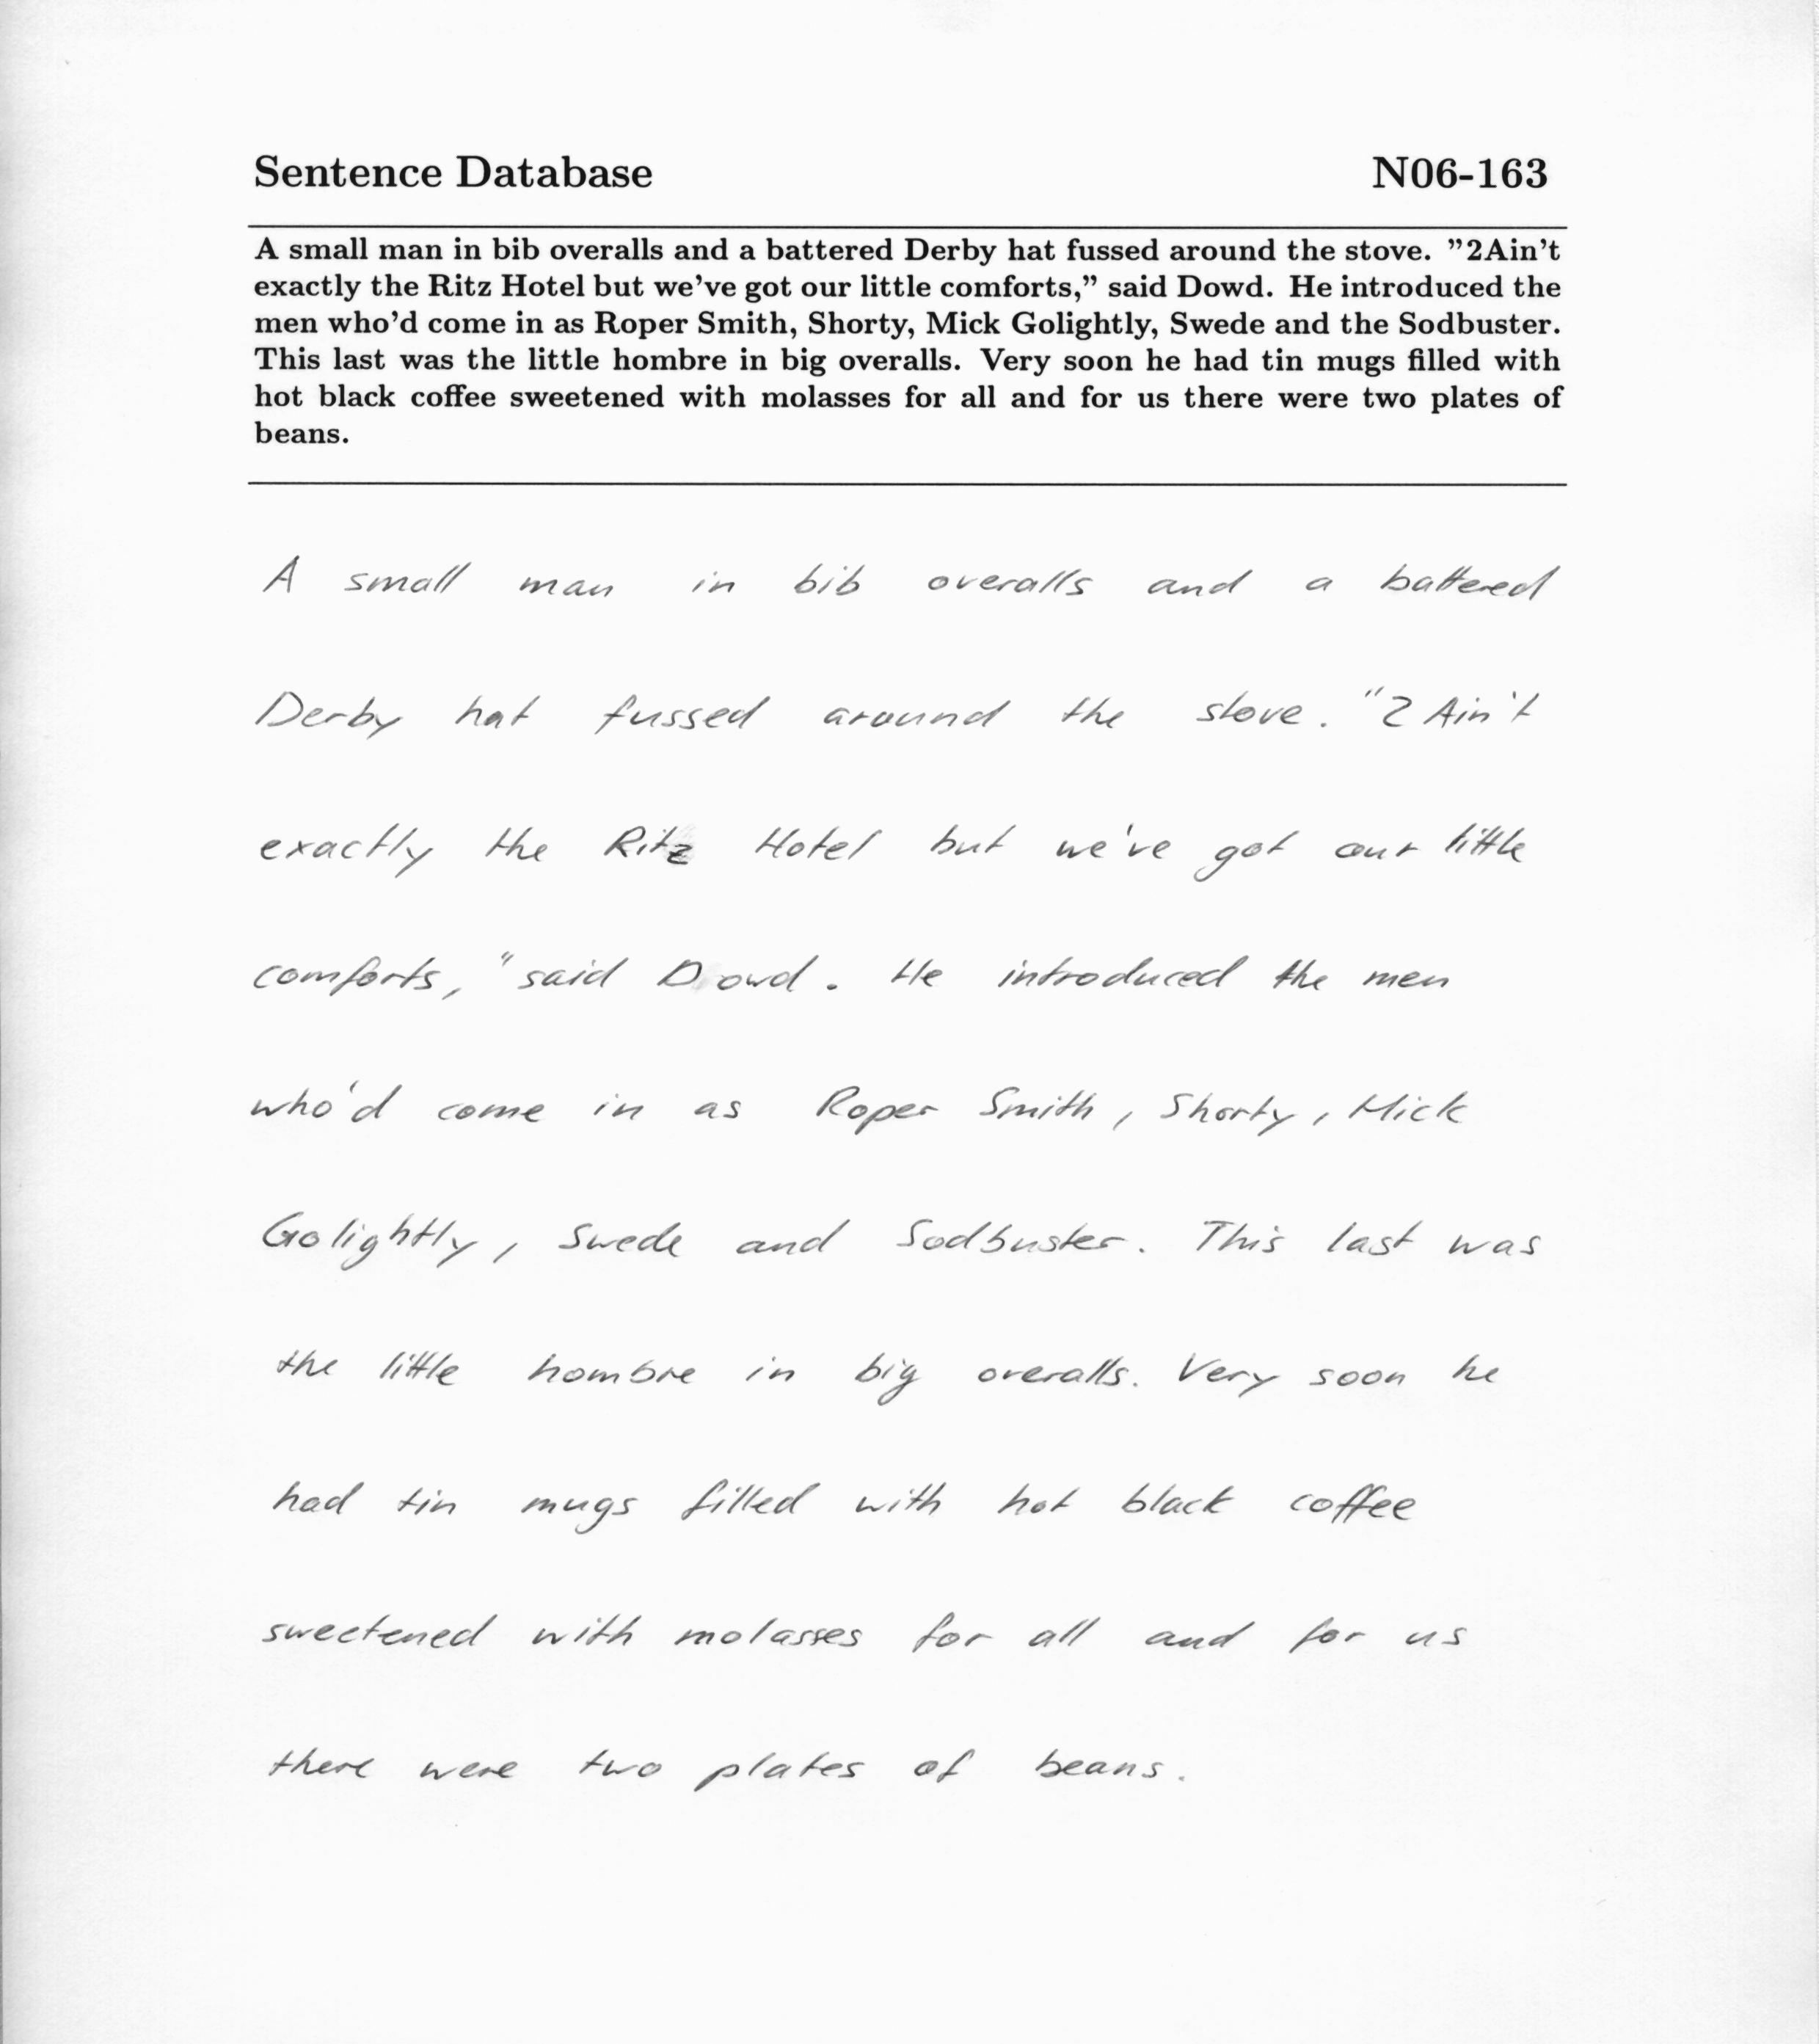 Sentence Database N06-163
A small man in bib overalls and a battered Derby hat fussed around the stove. ”2Ain’t
exactly the Ritz Hotel but we’ve got our little comforts,” said Dowd. He introduced the
men who’d come in as Roper Smith, Shorty, Mick Golightly, Swede and the Sodbuster.
This last was the little hombre in big overalls. Very soon he had tin mugs filled with
hot black coffee sweetened with molasses for all and for us there were two plates of
beans.
A small man in bib overalls and a battered
Derby hat fussed around the stove. "2 Ain't
exactly the Ritz Hotel but we've got our little
comforts, " said Dowd. He introduced the men
who'd come in as Roper Smith, Shorty, Mick
Golightly, Swede and Sodbuster. This last was
the little hombre in big overalls. Very soon he
had tin mugs filled with hot black coffee
sweetened with molasses for all and for us
there were two plates of beans.